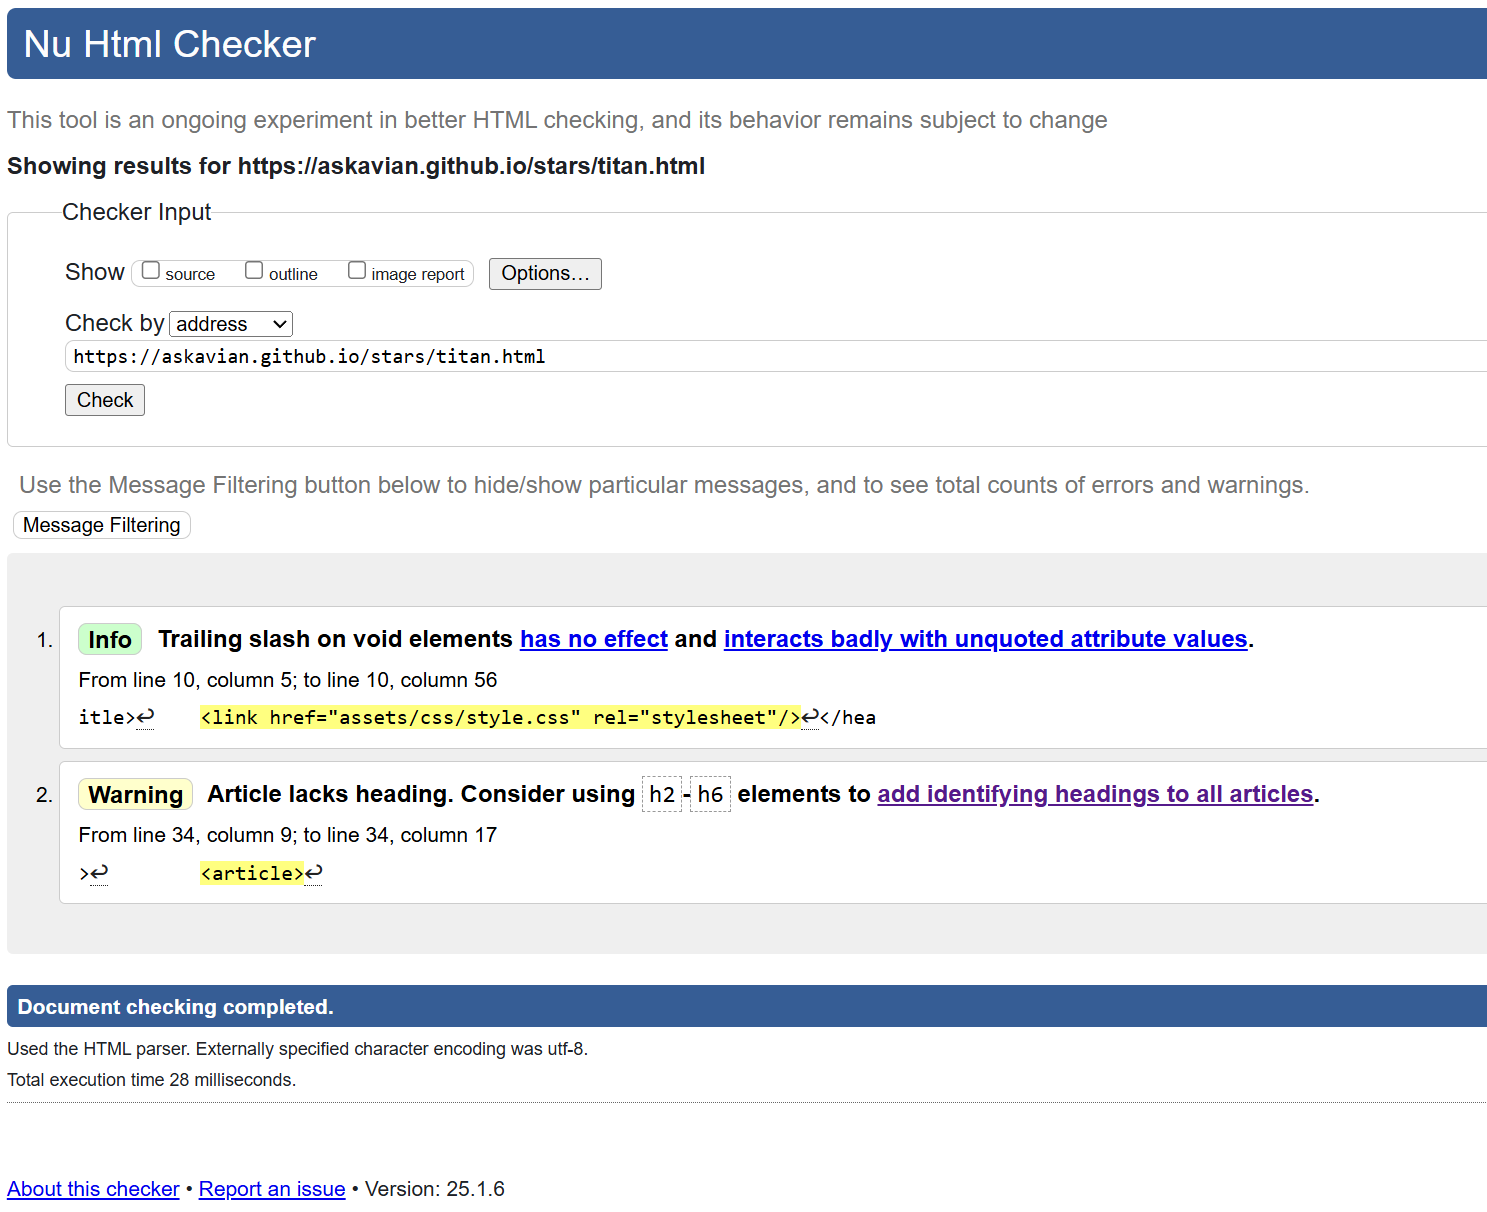 Nu Html Checker
This tool is an ongoing experiment in better HTML checking, and its behavior remains subject to change
Showing results for https://askavian.github.io/stars/titan.html
Checker Input
Show source outline image report Options…
Check by address
https://askavian.github.io/stars/titan.html
Check
Use the Message Filtering button below to hide/show particular messages, and to see total counts of errors and warnings.
Message Filtering
1. Info Trailing slash on void elements has no effect and interacts badly with unquoted attribute values.
From line 10, column 5; to line 10, column 56
itle>↩ <link href="assets/css/style.css" rel="stylesheet"/>↩</hea
2. Warning Article lacks heading. Consider using h2-h6 elements to add identifying headings to all articles.
From line 34, column 9; to line 34, column 17
>↩ <article>↩
Document checking completed.
Used the HTML parser. Externally specified character encoding was utf-8.
Total execution time 28 milliseconds.
About this checker • Report an issue • Version: 25.1.6